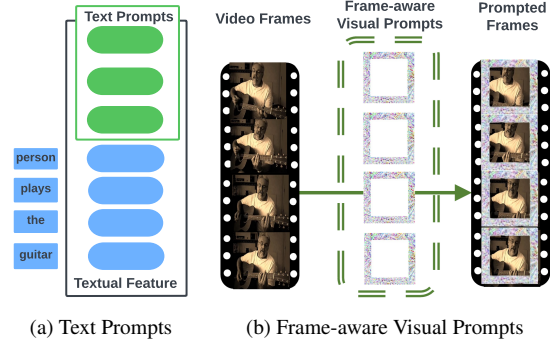 Text Prompts
person
plays
the
guitar
Textual Feature
(a) Text Prompts
Video Frames
Frame-aware
Visual Prompts
Prompted
Frames
(b) Frame-aware Visual Prompts